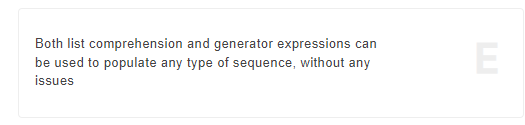 Both list comprehension and generator expressions can
be used to populate any type of sequence, without any
issues
E